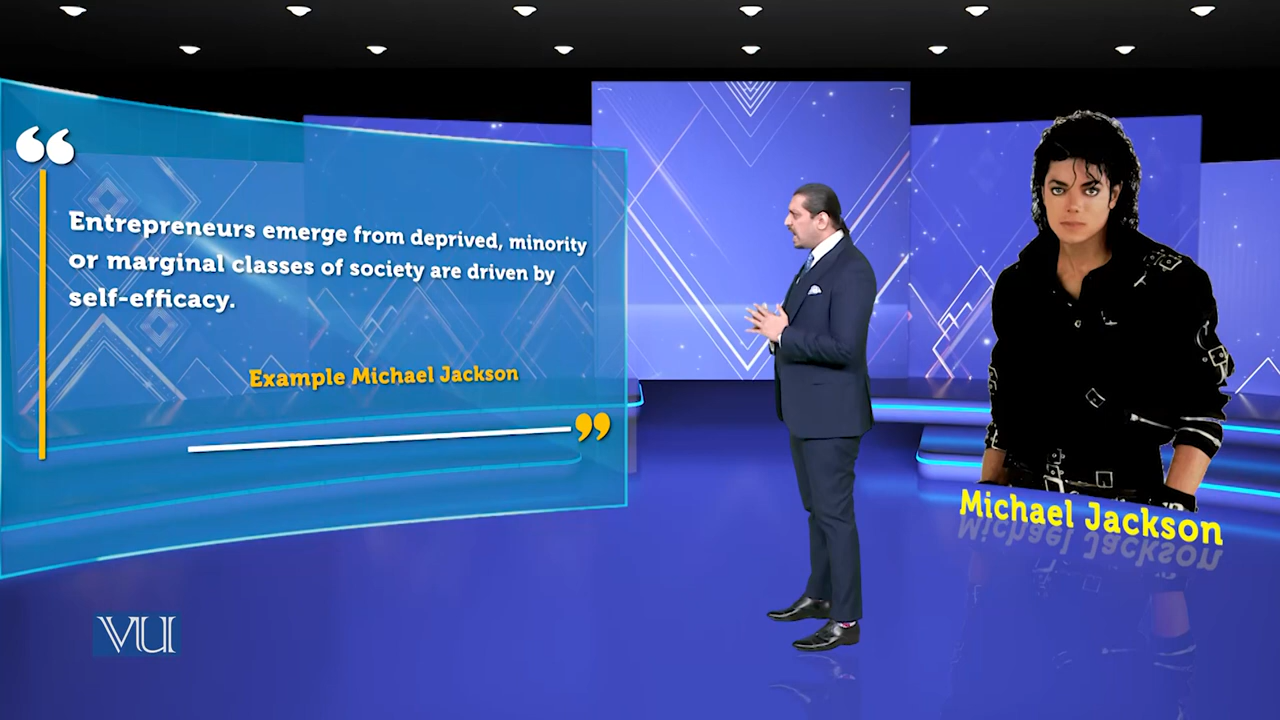 Entrepreneurs emerge from deprived, minority
or marginal classes of society are driven by
self-efficacy.
Example Michael Jackson
Michael Jackson
VU